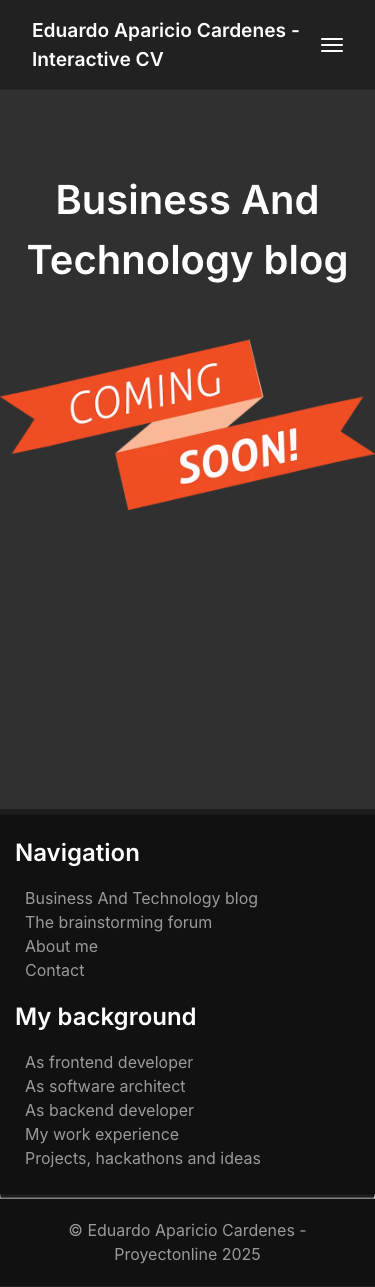 Eduardo Aparicio Cardenes -
Interactive CV
Business And
Technology blog
COMING
SOON!
Navigation
Business And Technology blog
The brainstorming forum
About me
Contact
My background
As frontend developer
As software architect
As backend developer
My work experience
Projects, hackathons and ideas
© Eduardo Aparicio Cardenes -
Proyectonline 2025